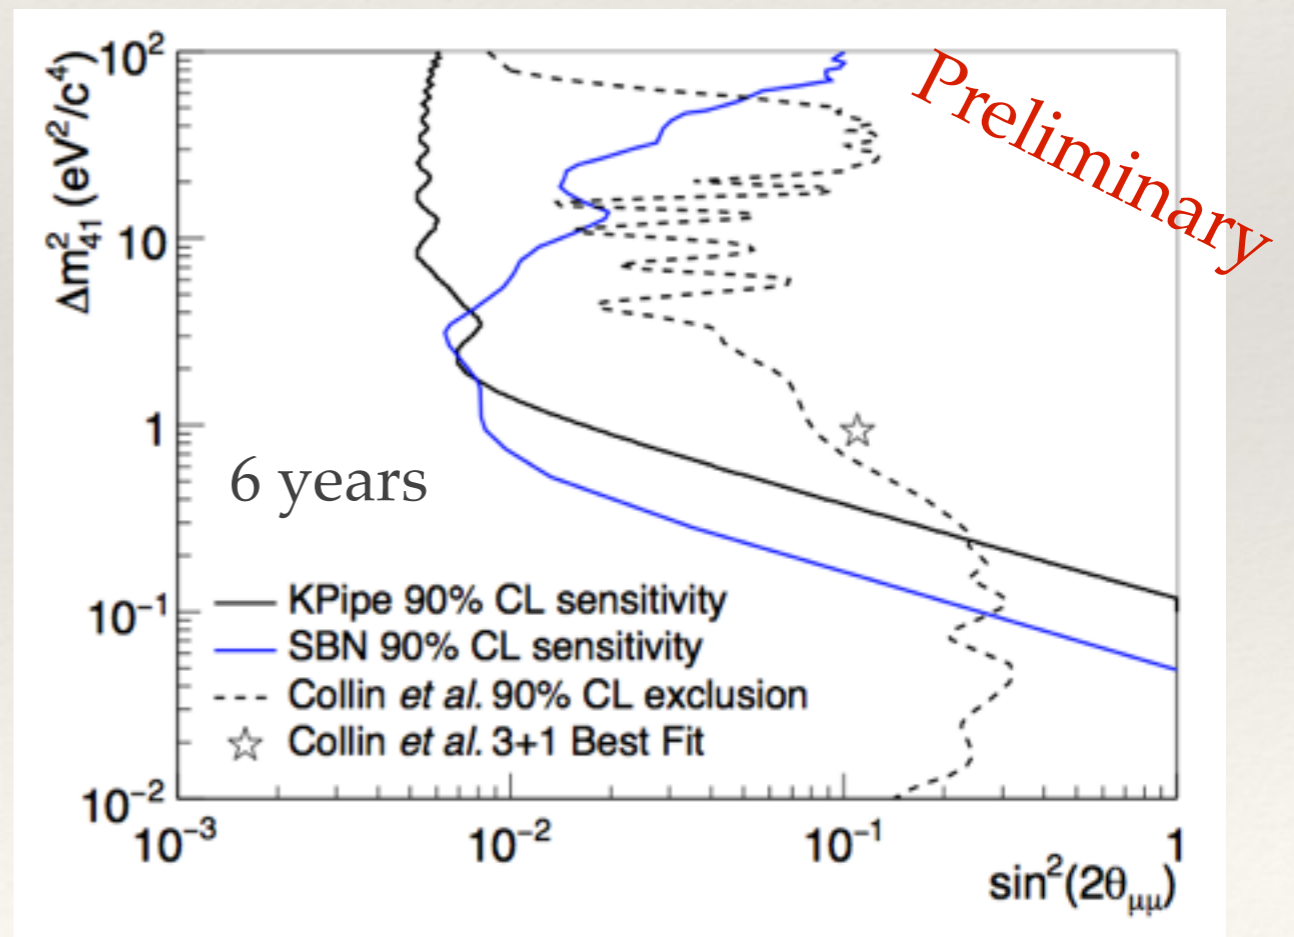 Preliminary
Δm²₄₁ (eV²/c⁴)
10²
10
1
10⁻¹
10⁻²
6 years
KPipe 90% CL sensitivity
SBN 90% CL sensitivity
Collin et al. 90% CL exclusion
Collin et al. 3+1 Best Fit
10⁻³ 10⁻² 10⁻¹ 1
sin²(2θμμ)